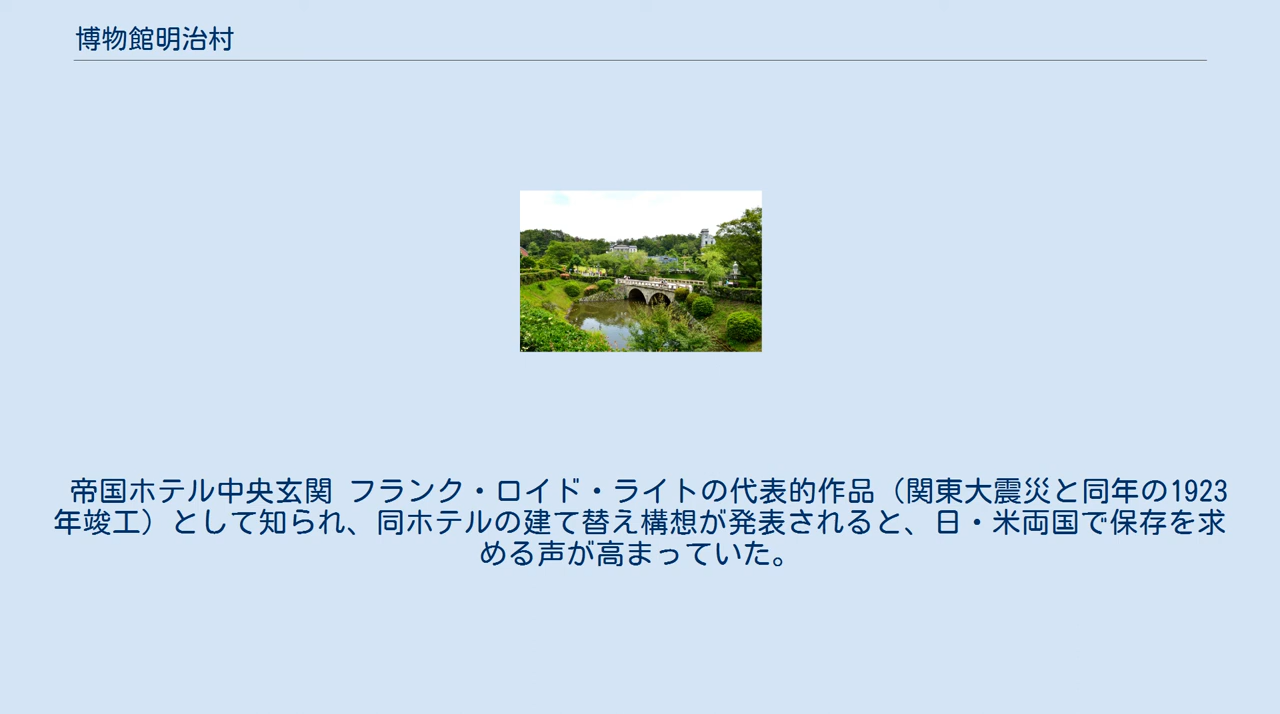 博物館明治村
帝国ホテル中央玄関 フランク・ロイド・ライトの代表的作品（関東大震災と同年の1923
年竣工）として知られ、同ホテルの建て替え構想が発表されると、日・米両国で保存を求
める声が高まっていた。